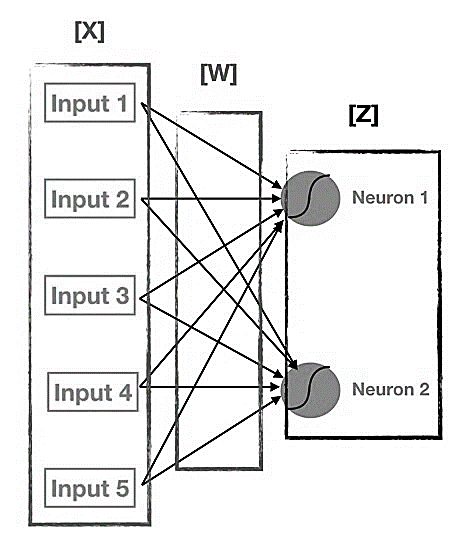 [X]
[W]
[Z]
Input 1
Input 2
Input 3
Input 4
Input 5
Neuron 1
Neuron 2